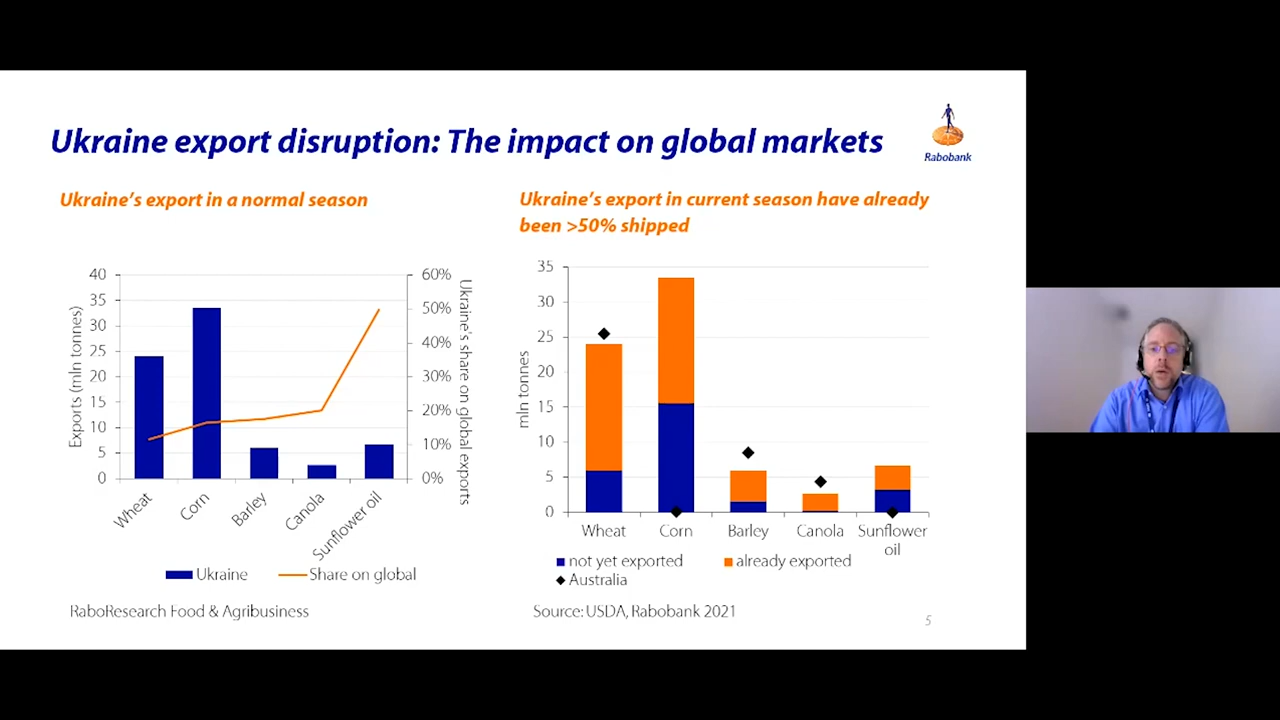 Ukraine export disruption: The impact on global markets
Rabobank
Ukraine's export in a normal season
40
35
30
25
20
15
10
5
0
Exports (mln tonnes)
60%
50%
40%
30%
20%
10%
0%
Ukraine's share on global exports
Wheat
Corn
Barley
Canola
Sunflower oil
Ukraine
Share on global
RaboResearch Food & Agribusiness
Ukraine's export in current season have already
been >50% shipped
35
30
25
20
15
10
5
0
mln tonnes
Wheat
Corn
Barley
Canola
Sunflower
oil
not yet exported
already exported
Australia
Source: USDA, Rabobank 2021
5